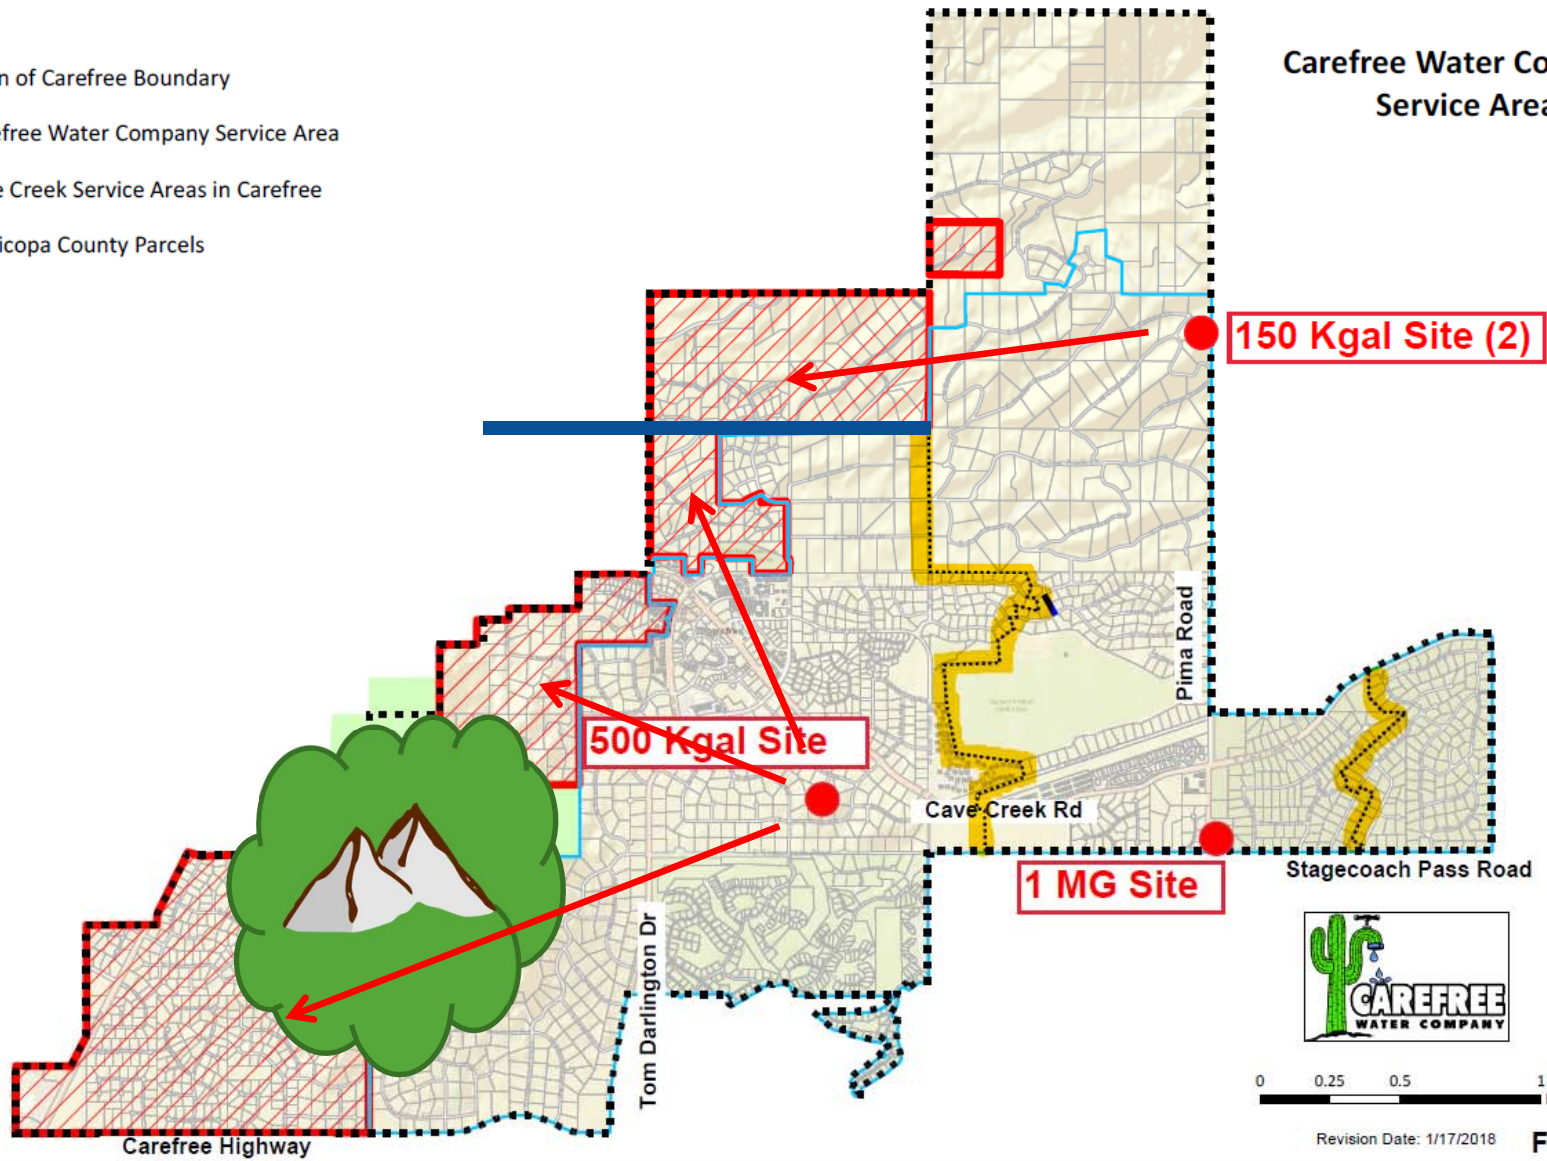 n of Carefree Boundary
efree Water Company Service Area
e Creek Service Areas in Carefree
icopa County Parcels
Carefree Water Co
Service Area
150 Kgal Site (2)
Pima Road
500 Kgal Site
Cave Creek Rd
1 MG Site
Stagecoach Pass Road
Tom Darlington Dr
CAREFREE
WATER COMPANY
0 0.25 0.5 1
Revision Date: 1/17/2018
F
Carefree Highway